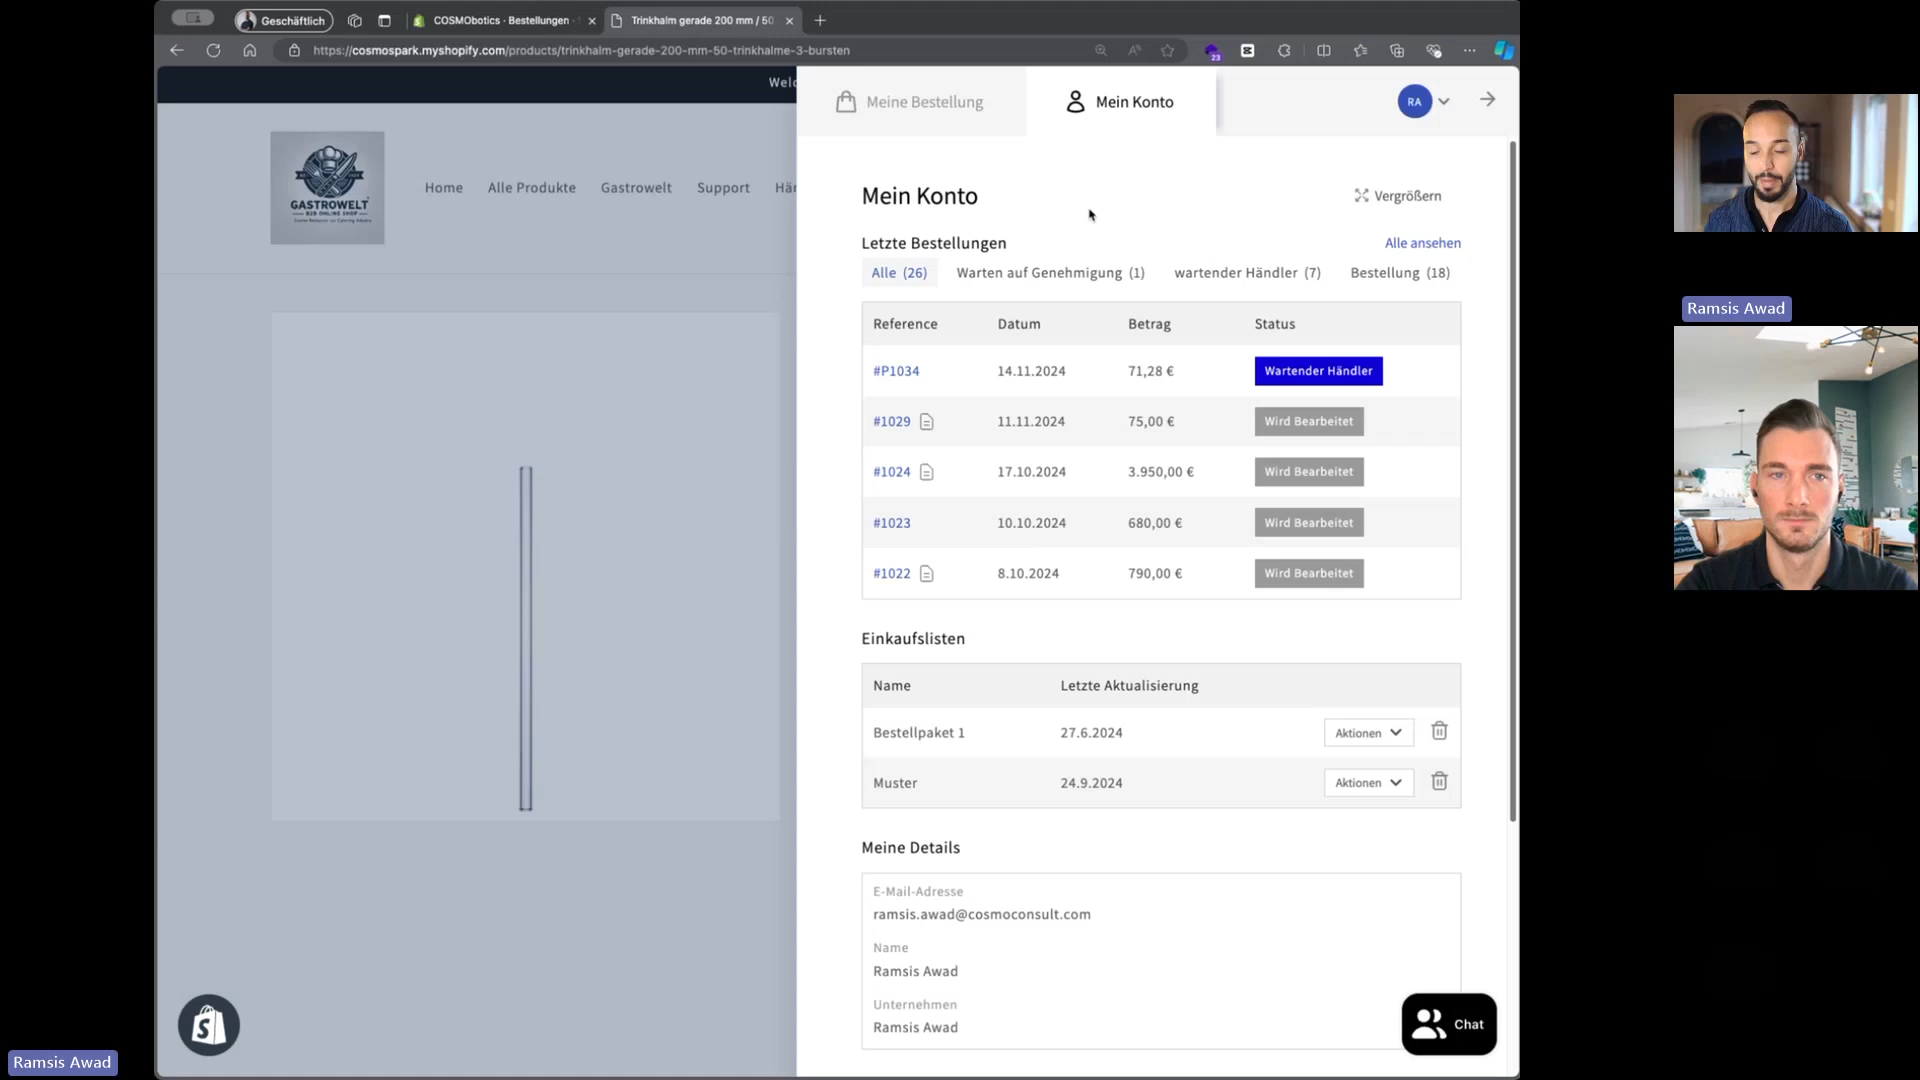 Geschäftlich
COSMObotics · Bestellungen ·
Trinkhalm gerade 200 mm / 50
https://cosmospark.myshopify.com/products/trinkhalm-gerade-200-mm-50-trinkhalme-3-bursten
23
Welc
Meine Bestellung
Mein Konto
RA
GASTROWELT
B2B ONLINE SHOP
Home
Alle Produkte
Gastrowelt
Support
Här
Mein Konto
Vergrößern
Letzte Bestellungen
Alle ansehen
Alle (26)
Warten auf Genehmigung (1)
wartender Händler (7)
Bestellung (18)
Reference Datum Betrag Status
#P1034 14.11.2024 71,28 € Wartender Händler
#1029 11.11.2024 75,00 € Wird Bearbeitet
#1024 17.10.2024 3.950,00 € Wird Bearbeitet
#1023 10.10.2024 680,00 € Wird Bearbeitet
#1022 8.10.2024 790,00 € Wird Bearbeitet
Einkaufslisten
Name Letzte Aktualisierung
Bestellpaket 1 27.6.2024 Aktionen
Muster 24.9.2024 Aktionen
Meine Details
E-Mail-Adresse
ramsis.awad@cosmoconsult.com
Name
Ramsis Awad
Unternehmen
Ramsis Awad
Chat
Ramsis Awad
Ramsis Awad